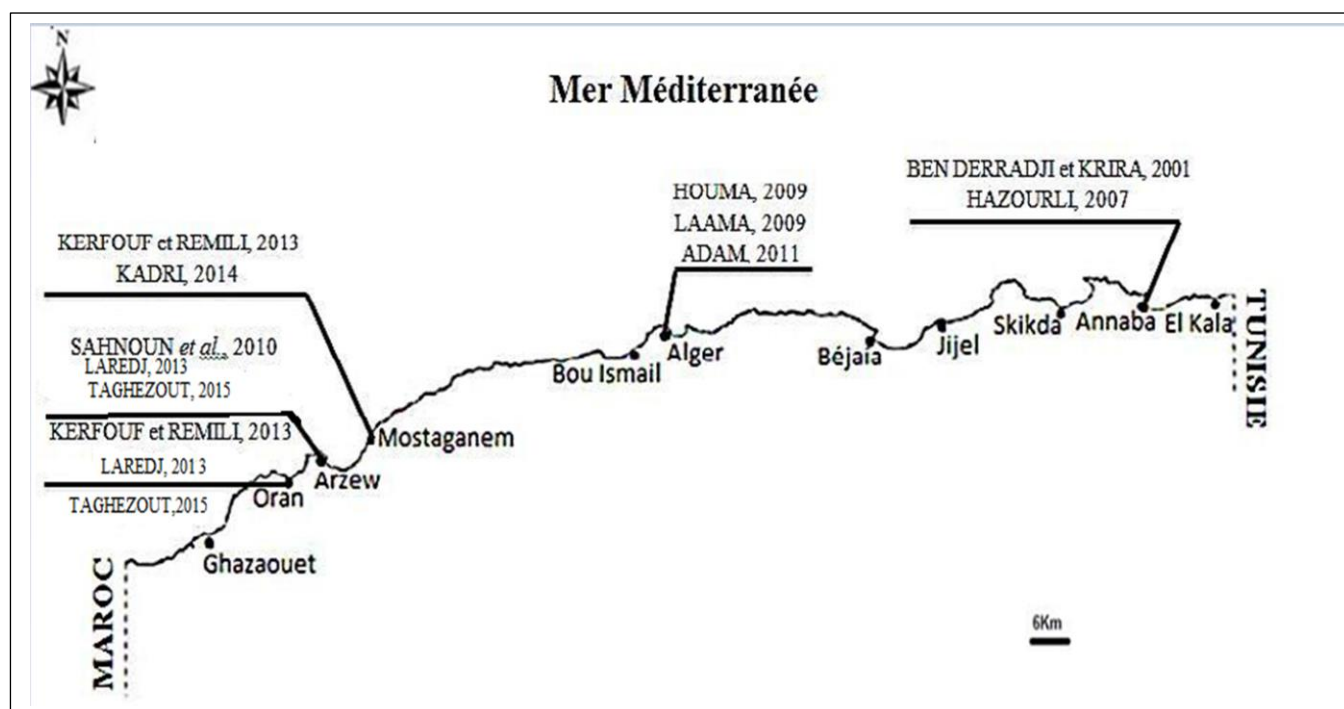 N
Mer Méditerranée
BEN DERRADJI et KRIRA, 2001
HAZOURLI, 2007
HOUMA, 2009
LAAMA, 2009
ADAM, 2011
KERFOUF et REMILI, 2013
KADRI, 2014
SAHNOUN et al., 2010
LAREDJ, 2013
TAGHEZOUT, 2015
KERFOUF et REMILI, 2013
LAREDJ, 2013
TAGHEZOUT,2015
Ghazaouet
Oran
Arzew
Mostaganem
Bou Ismail
Alger
Béjaia
Jijel
Skikda
Annaba
El Kala
TUNISIE
MAROC
6Km